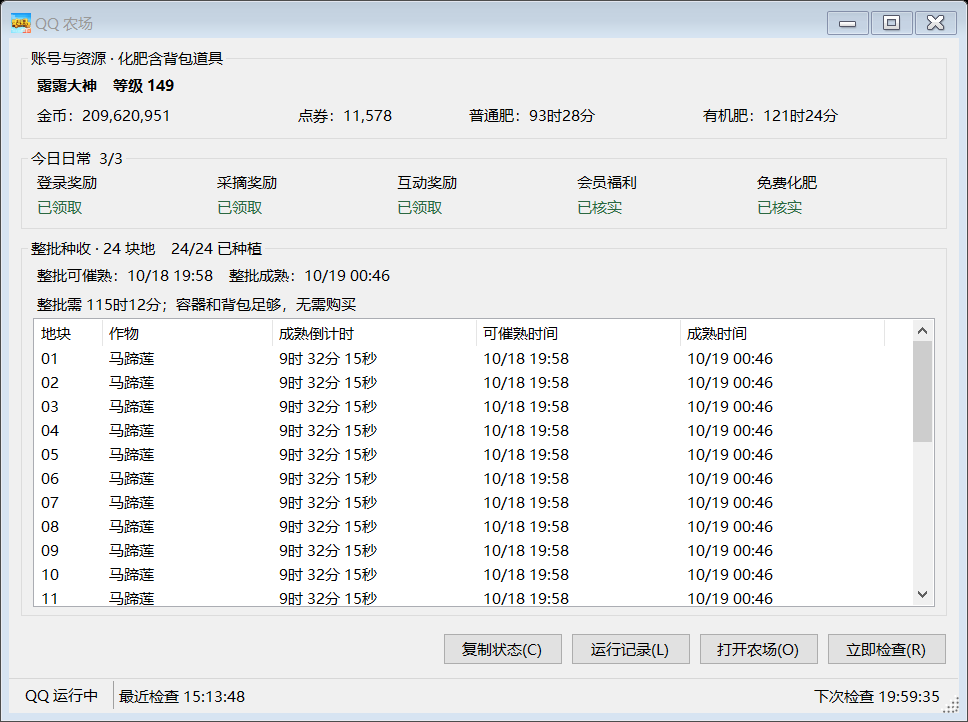 QQ 农场
账号与资源 · 化肥含背包道具
露露大神 等级 149
金币：209,620,951 点券：11,578 普通肥：93时28分 有机肥：121时24分
今日日常 3/3
登录奖励 采摘奖励 互动奖励 会员福利 免费化肥
已领取 已领取 已领取 已核实 已核实
整批种收 · 24 块地 24/24 已种植
整批可催熟：10/18 19:58 整批成熟：10/19 00:46
整批需 115时12分；容器和背包足够，无需购买
地块 作物 成熟倒计时 可催熟时间 成熟时间
01 马蹄莲 9时 32分 15秒 10/18 19:58 10/19 00:46
02 马蹄莲 9时 32分 15秒 10/18 19:58 10/19 00:46
03 马蹄莲 9时 32分 15秒 10/18 19:58 10/19 00:46
04 马蹄莲 9时 32分 15秒 10/18 19:58 10/19 00:46
05 马蹄莲 9时 32分 15秒 10/18 19:58 10/19 00:46
06 马蹄莲 9时 32分 15秒 10/18 19:58 10/19 00:46
07 马蹄莲 9时 32分 15秒 10/18 19:58 10/19 00:46
08 马蹄莲 9时 32分 15秒 10/18 19:58 10/19 00:46
09 马蹄莲 9时 32分 15秒 10/18 19:58 10/19 00:46
10 马蹄莲 9时 32分 15秒 10/18 19:58 10/19 00:46
11 马蹄莲 9时 32分 15秒 10/18 19:58 10/19 00:46
复制状态(C) 运行记录(L) 打开农场(O) 立即检查(R)
QQ 运行中 最近检查 15:13:48 下次检查 19:59:35